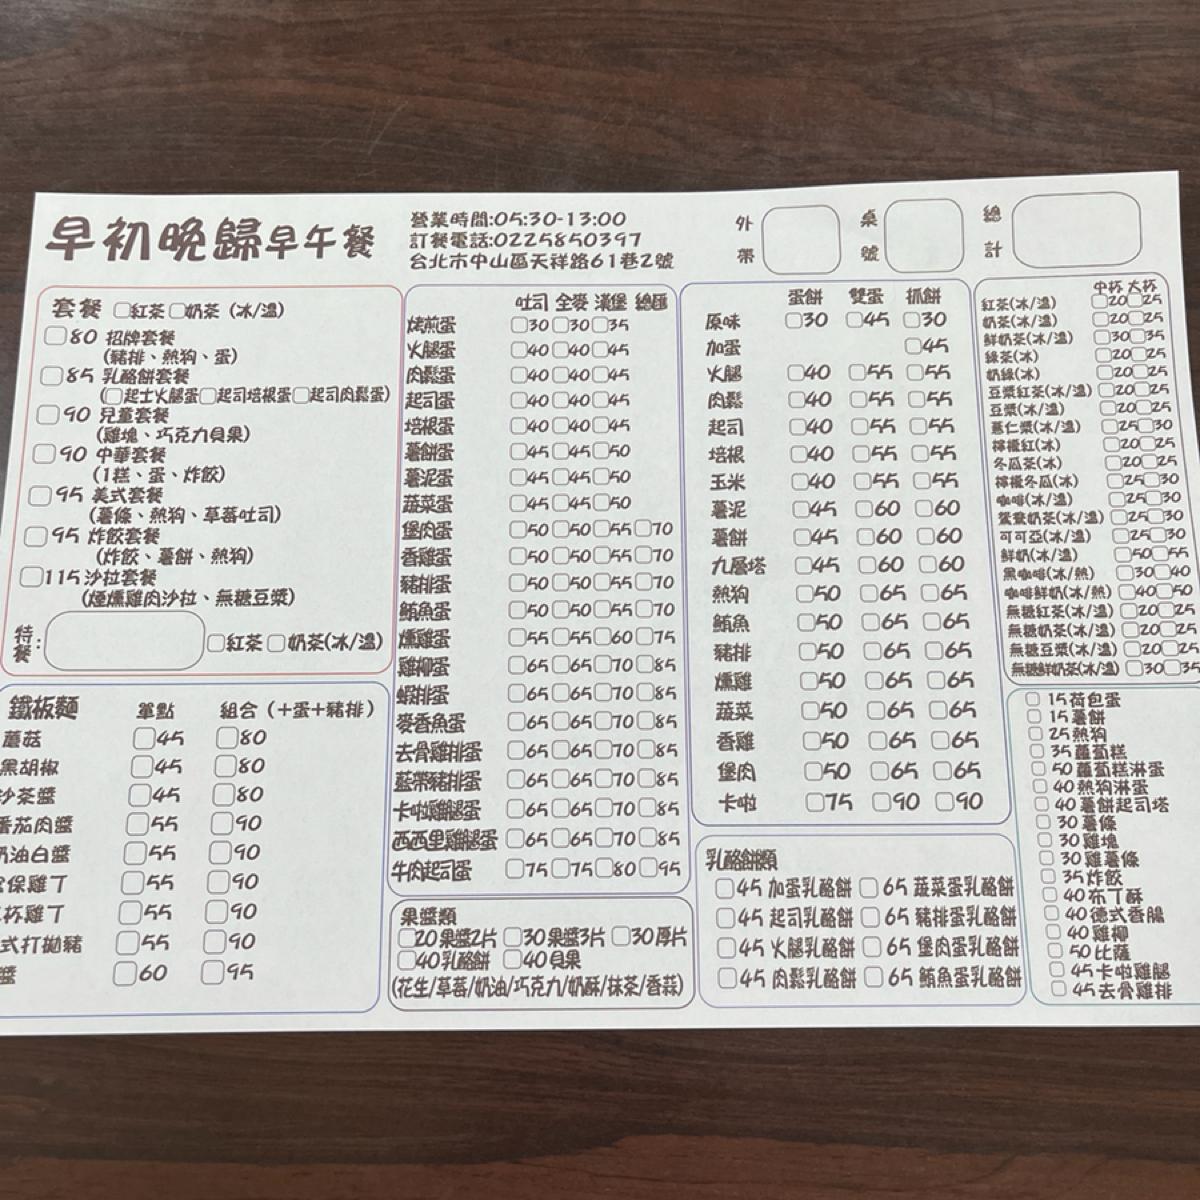 早初晚歸早午餐
營業時間:05:30-13:00
訂餐電話:0225850397
台北市中山區天祥路61巷2號
外帶
桌號
總計
套餐 □紅茶□奶茶 (冰/溫)
□80 招牌套餐
(豬排、熱狗、蛋)
□85 乳酪餅套餐
(□起士火腿蛋□起司培根蛋□起司肉鬆蛋)
□90 兒童套餐
(雞塊、巧克力貝果)
□90 中華套餐
(1糕、蛋、炸餃)
□95 美式套餐
(薯條、熱狗、草莓吐司)
□95 炸餃套餐
(炸餃、薯餅、熱狗)
□115 沙拉套餐
(煙燻雞肉沙拉、無糖豆漿)
特餐: □紅茶 □奶茶(冰/溫)
鐵板麵 單點 組合 (+蛋+豬排)
蘑菇 □45 □80
黑胡椒 □45 □80
沙茶醬 □45 □80
番茄肉醬 □55 □90
奶油白醬 □55 □90
保雞丁 □55 □90
杯雞丁 □55 □90
式打拋豬 □55 □90
醬 □60 □95
吐司 全麥 漢堡 總匯
烤煎蛋 □30 □30 □35
火腿蛋 □40 □40 □45
肉鬆蛋 □40 □40 □45
起司蛋 □40 □40 □45
培根蛋 □40 □40 □45
薯餅蛋 □45 □45 □50
薯泥蛋 □45 □45 □50
蔬菜蛋 □45 □45 □50
堡肉蛋 □50 □50 □55 □70
香雞蛋 □50 □50 □55 □70
豬排蛋 □50 □50 □55 □70
鮪魚蛋 □50 □50 □55 □70
燻雞蛋 □55 □55 □60 □75
雞柳蛋 □65 □65 □70 □85
蝦排蛋 □65 □65 □70 □85
麥香魚蛋 □65 □65 □70 □85
去骨雞排蛋 □65 □65 □70 □85
藍帶豬排蛋 □65 □65 □70 □85
卡啦雞腿蛋 □65 □65 □70 □85
西西里雞腿蛋 □65 □65 □70 □85
牛肉起司蛋 □75 □75 □80 □95
果醬類
□20 果醬2片 □30 果醬3片 □30 厚片
□40 乳酪餅 □40 貝果
(花生/草莓/奶油/巧克力/奶酥/抹茶/香蒜)
蛋餅 雙蛋 抓餅
原味 □30 □45 □30
加蛋 □45
火腿 □40 □55 □55
肉鬆 □40 □55 □55
起司 □40 □55 □55
培根 □40 □55 □55
玉米 □40 □55 □55
薯泥 □45 □60 □60
薯餅 □45 □60 □60
九層塔 □45 □60 □60
熱狗 □50 □65 □65
鮪魚 □50 □65 □65
豬排 □50 □65 □65
燻雞 □50 □65 □65
蔬菜 □50 □65 □65
香雞 □50 □65 □65
堡肉 □50 □65 □65
卡啦 □75 □90 □90
乳酪餅類
□45 加蛋乳酪餅 □65 蔬菜蛋乳酪餅
□45 起司乳酪餅 □65 豬排蛋乳酪餅
□45 火腿乳酪餅 □65 堡肉蛋乳酪餅
□45 肉鬆乳酪餅 □65 鮪魚蛋乳酪餅
中杯 大杯
紅茶(冰/溫) □20 □25
奶茶(冰/溫) □20 □25
鮮奶茶(冰/溫) □30 □35
綠茶(冰) □20 □25
奶綠(冰) □20 □25
豆漿紅茶(冰/溫) □20 □25
豆漿(冰/溫) □20 □25
薏仁漿(冰/溫) □25 □30
檸檬紅(冰) □20 □25
冬瓜茶(冰) □20 □25
檸檬冬瓜(冰) □25 □30
咖啡(冰/溫) □25 □30
鴛鴦奶茶(冰/溫) □25 □30
可可亞(冰/溫) □25 □30
鮮奶(冰/溫) □50 □55
黑咖啡(冰/熱) □30 □40
咖啡鮮奶(冰/熱) □40 □50
無糖紅茶(冰/溫) □20 □25
無糖奶茶(冰/溫) □20 □25
無糖豆漿(冰/溫) □20 □25
無糖鮮奶茶(冰/溫) □30 □35
□ 15 荷包蛋
□ 15 薯餅
□ 25 熱狗
□ 35 蘿蔔糕
□ 50 蘿蔔糕淋蛋
□ 40 熱狗淋蛋
□ 40 薯餅起司塔
□ 30 薯條
□ 30 雞塊
□ 30 雞薯條
□ 35 炸餃
□ 40 布丁酥
□ 40 德式香腸
□ 40 雞柳
□ 50 比薩
□ 45 卡啦雞腿
□ 45 去骨雞排